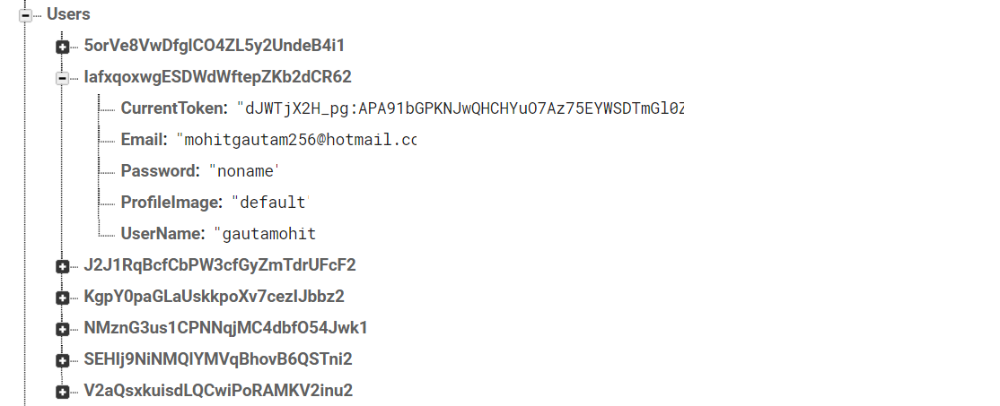 Users
5orVe8VwDfglCO4ZL5y2UndeB4i1
IafxqoxwgESDWdWftepZKb2dCR62
CurrentToken: "dJWTjX2H_pg:APA91bGPKNJwQHCHYuO7Az75EYWSDTmGl0Z
Email: "mohitgautam256@hotmail.cc
Password: "noname'
ProfileImage: "default'
UserName: "gautamohit
J2J1RqBcfCbPW3cfGyZmTdrUFcF2
KgpY0paGLaUskkpoXv7cezIJbbz2
NMznG3us1CPNNqjMC4dbfO54Jwk1
SEHlj9NiNMQlYMVqBhovB6QSTni2
V2aQsxkuisdLQCwiPoRAMKV2inu2